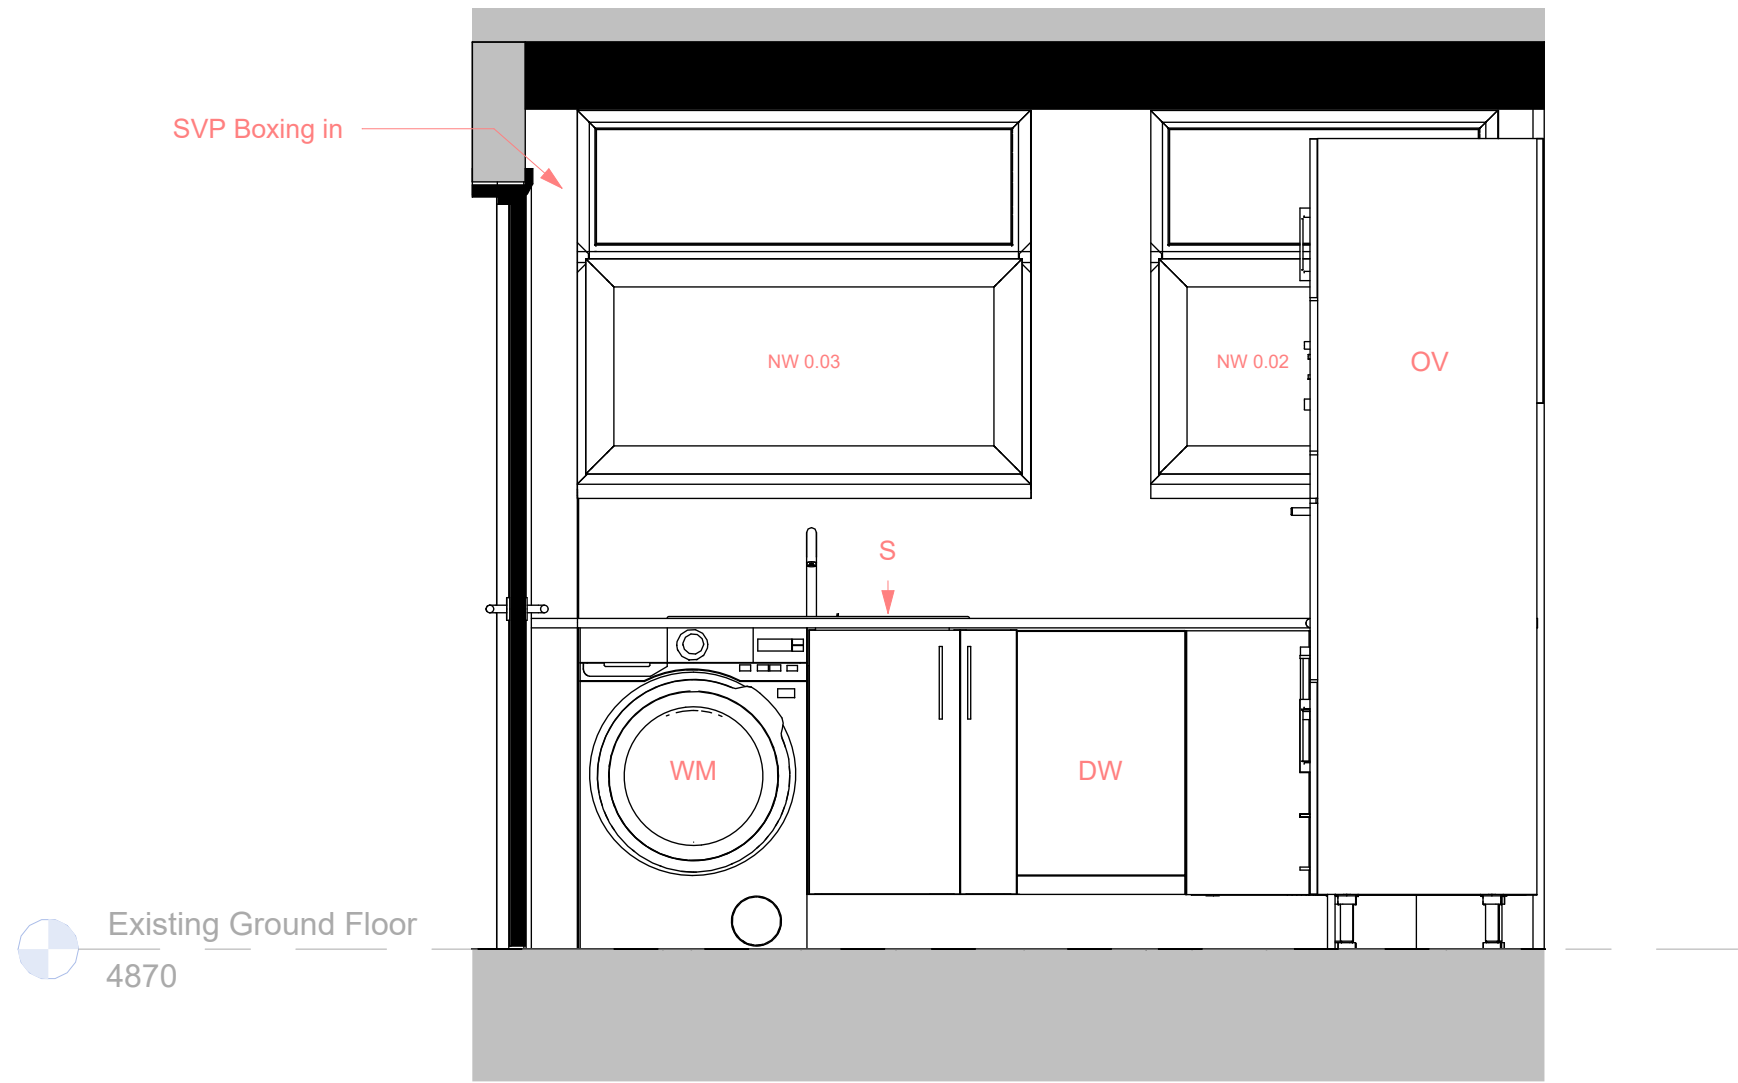 SVP Boxing in
NW 0.03
NW 0.02
OV
S
WM
DW
Existing Ground Floor
4870